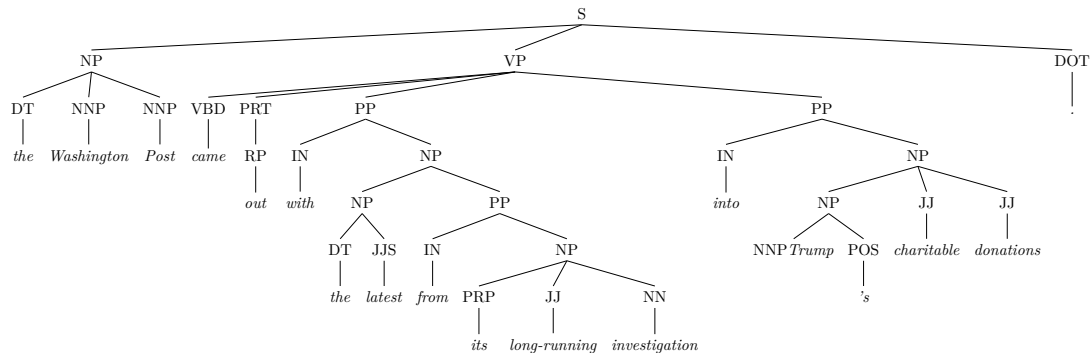 S
NP VP DOT
DT NNP NNP VBD PRT PP PP .
the Washington Post came RP IN NP IN NP
out with NP PP into NP JJ JJ
DT JJS IN NP NNP Trump POS charitable donations
the latest from PRP JJ NN 's
its long-running investigation